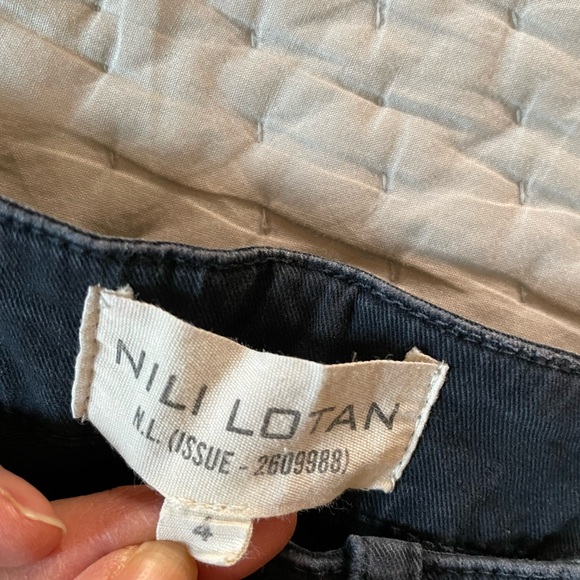 NILI LOTAN
N.L. (ISSUE - 2609988)
4